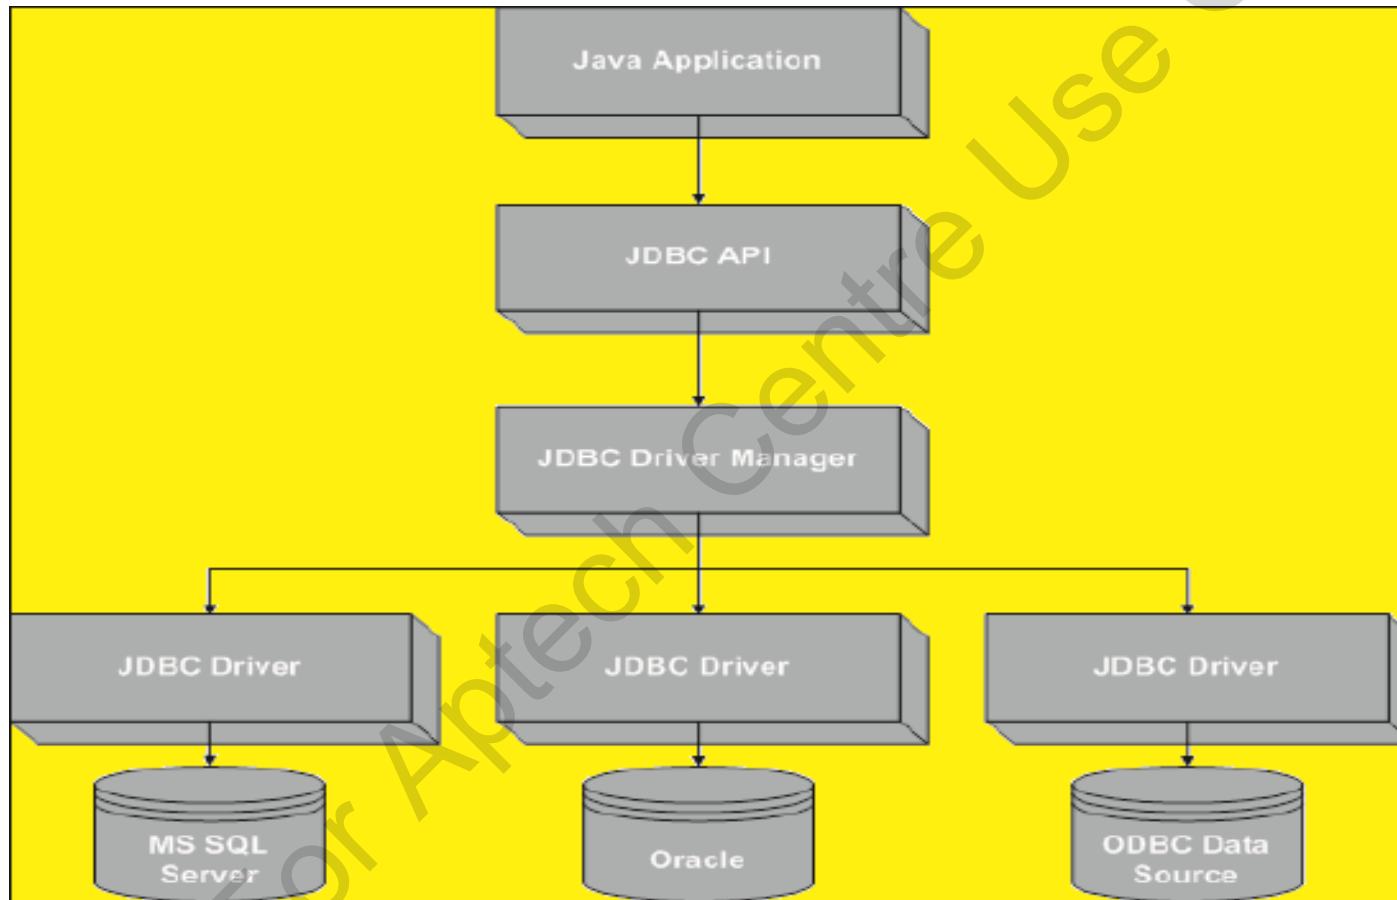 Java Application
JDBC API
JDBC Driver Manager
JDBC Driver
JDBC Driver
JDBC Driver
MS SQL
Server
Oracle
ODBC Data
Source
For Aptech Centre Use